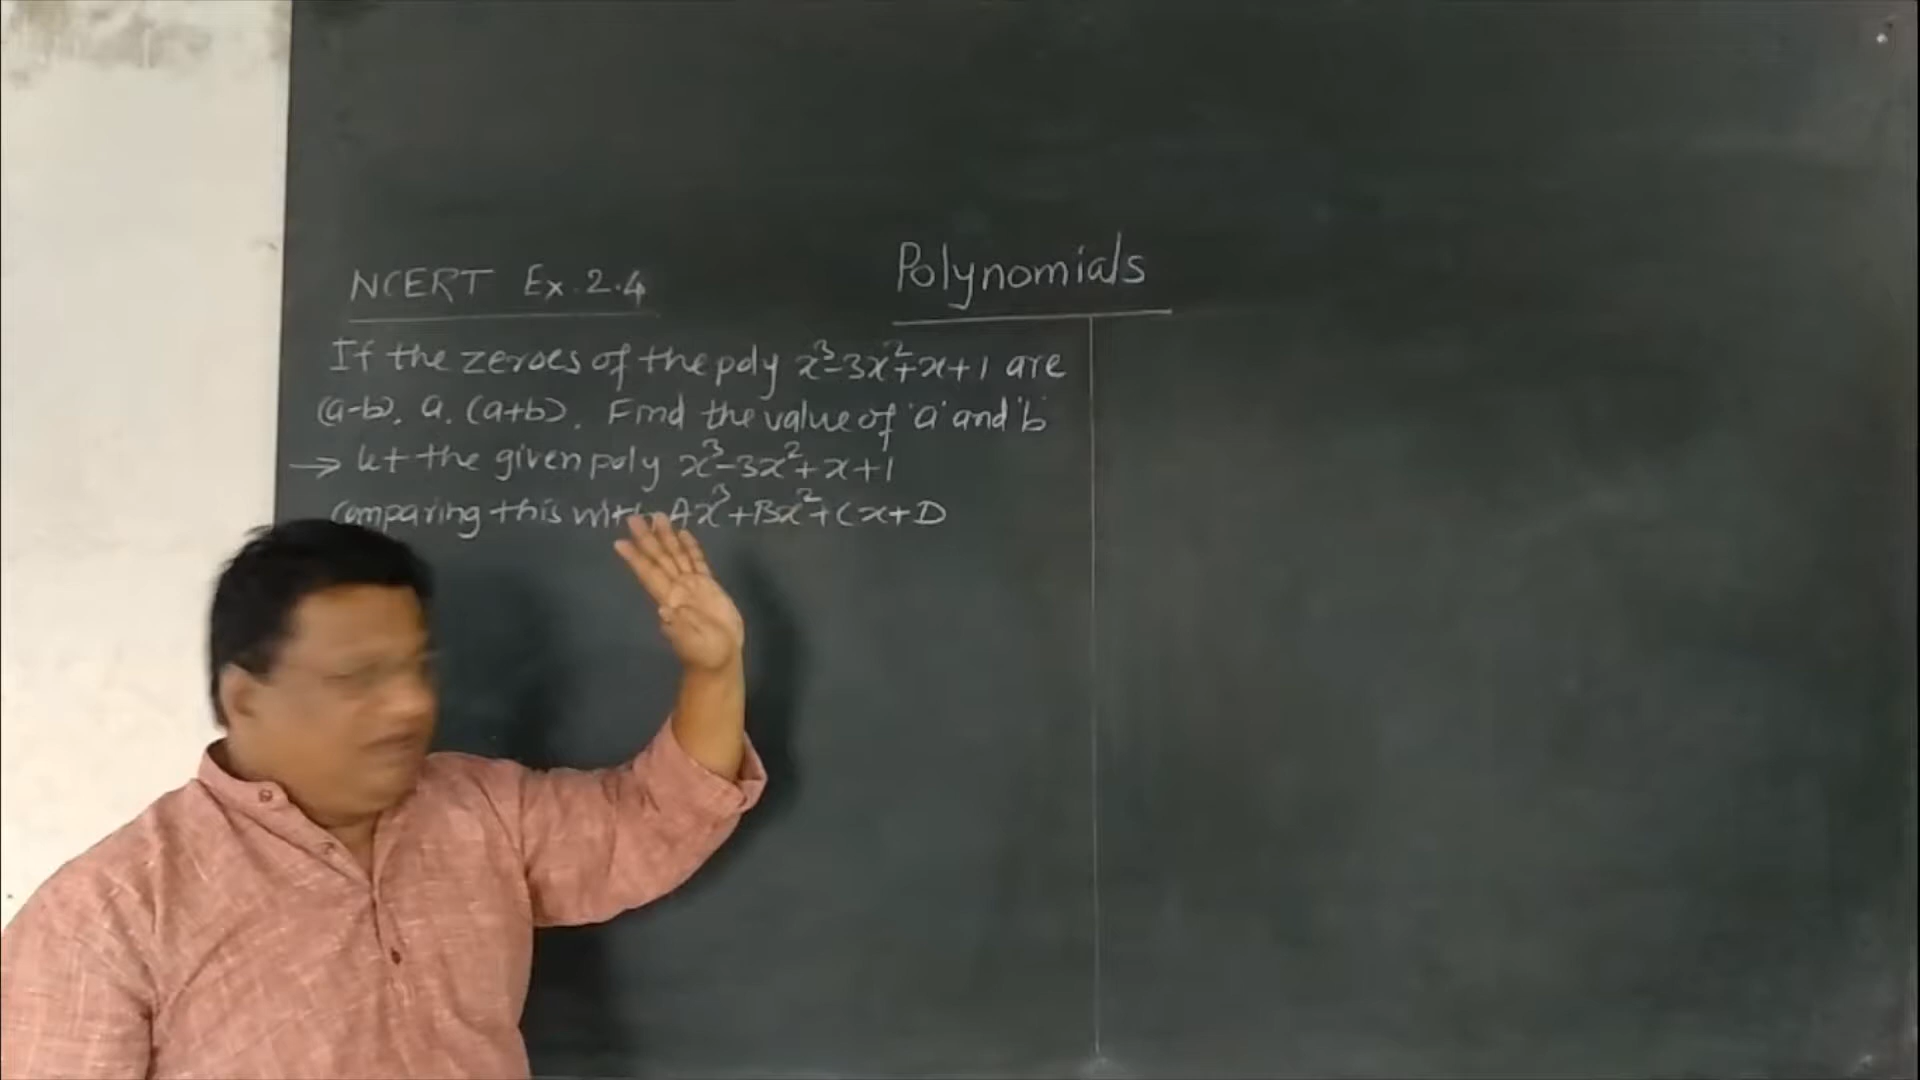 NCERT Ex. 2.4
Polynomials
If the zeroes of the poly x³-3x²+x+1 are
(a-b), a, (a+b). Find the value of 'a' and 'b'
→ Let the given poly x³-3x²+x+1
Comparing this with Ax³+Bx²+Cx+D